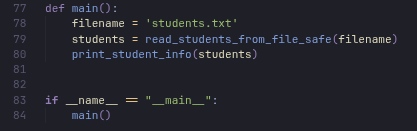 77 def main():
78     filename = 'students.txt'
79     students = read_students_from_file_safe(filename)
80     print_student_info(students)
81
82
83 if __name__ == "__main__":
84     main()